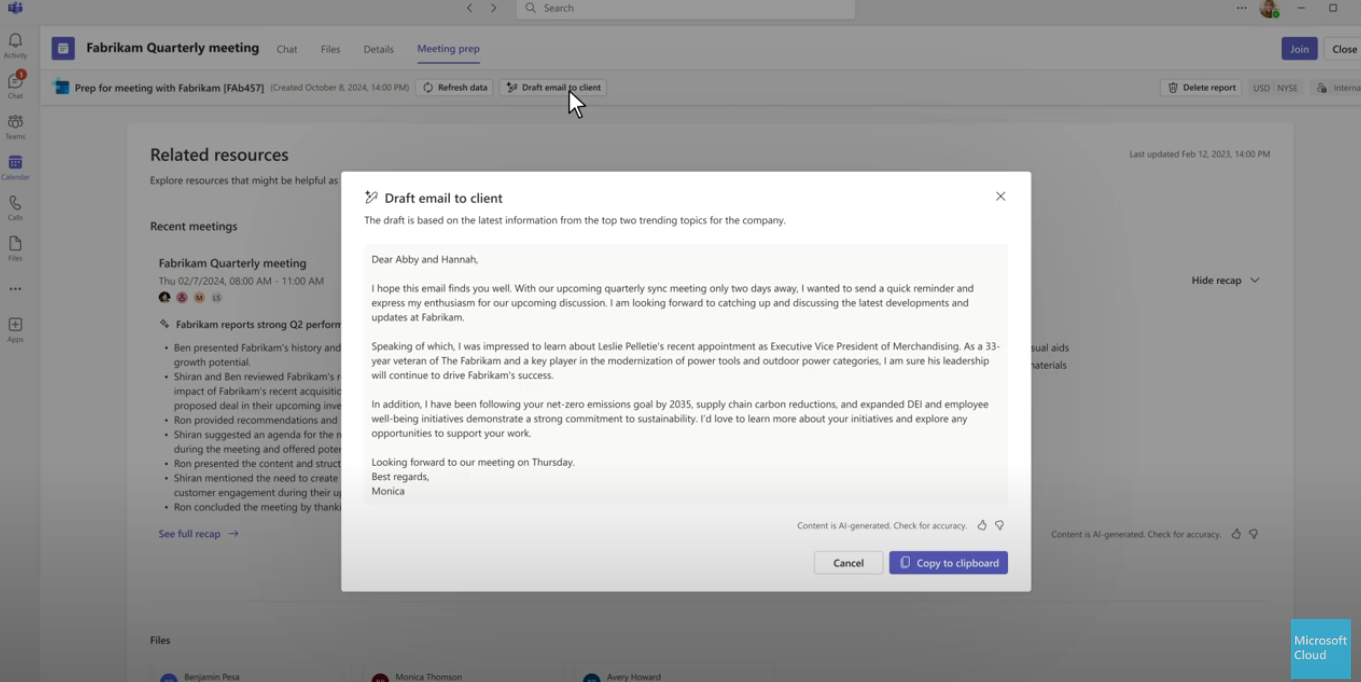 Search
Activity
Chat
Teams
Calendar
Calls
Files
Apps
1
Fabrikam Quarterly meeting
Chat
Files
Details
Meeting prep
Join
Close
Prep for meeting with Fabrikam [FAb457]
(Created October 8, 2024, 14:00 PM)
Refresh data
Draft email to client
Delete report
USD
NYSE
Interna
Related resources
Last updated Feb 12, 2023, 14:00 PM
Explore resources that might be helpful as
Recent meetings
Fabrikam Quarterly meeting
Thu 02/7/2024, 08:00 AM - 11:00 AM
M
LS
Hide recap
Fabrikam reports strong Q2 perform
• Ben presented Fabrikam's history and
growth potential.
• Shiran and Ben reviewed Fabrikam's r
impact of Fabrikam's recent acquisitio
proposed deal in their upcoming inve
• Ron provided recommendations and
• Shiran suggested an agenda for the m
during the meeting and offered poter
• Ron presented the content and struct
• Shiran mentioned the need to create
customer engagement during their up
• Ron concluded the meeting by thanki
sual aids
naterials
See full recap →
Content is AI-generated. Check for accuracy.
Draft email to client
The draft is based on the latest information from the top two trending topics for the company.
Dear Abby and Hannah,
I hope this email finds you well. With our upcoming quarterly sync meeting only two days away, I wanted to send a quick reminder and
express my enthusiasm for our upcoming discussion. I am looking forward to catching up and discussing the latest developments and
updates at Fabrikam.
Speaking of which, I was impressed to learn about Leslie Pelletie's recent appointment as Executive Vice President of Merchandising. As a 33-
year veteran of The Fabrikam and a key player in the modernization of power tools and outdoor power categories, I am sure his leadership
will continue to drive Fabrikam's success.
In addition, I have been following your net-zero emissions goal by 2035, supply chain carbon reductions, and expanded DEI and employee
well-being initiatives demonstrate a strong commitment to sustainability. I'd love to learn more about your initiatives and explore any
opportunities to support your work.
Looking forward to our meeting on Thursday.
Best regards,
Monica
Content is AI-generated. Check for accuracy.
Cancel
Copy to clipboard
Files
Benjamin Pesa
Monica Thomson
Avery Howard
Microsoft
Cloud